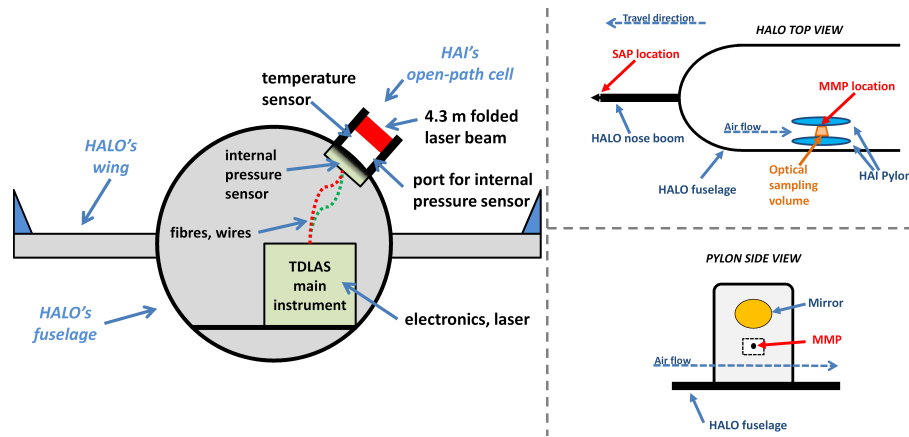 HAI's
open-path cell
temperature
sensor
4.3 m folded
laser beam
HALO's
wing
internal
pressure
sensor
port for internal
pressure sensor
fibres, wires
TDLAS
main
instrument
HALO's
fuselage
electronics, laser
Travel direction
HALO TOP VIEW
SAP location
MMP location
Air flow
HALO nose boom
HALO fuselage
Optical
sampling
volume
HAI Pylon
PYLON SIDE VIEW
Mirror
MMP
Air flow
HALO fuselage